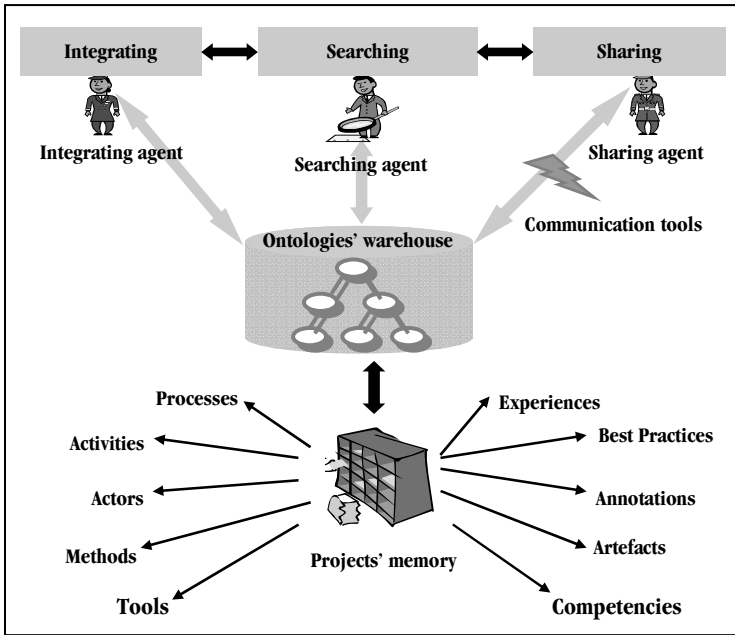 Integrating
Searching
Sharing
Integrating agent
Searching agent
Sharing agent
Communication tools
Ontologies' warehouse
Processes
Experiences
Activities
Best Practices
Actors
Annotations
Methods
Artefacts
Projects' memory
Tools
Competencies